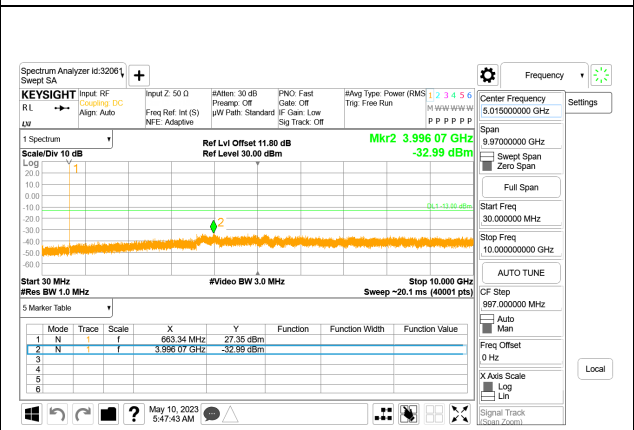 Spectrum Analyzer id:32061
Swept SA
Frequency
KEYSIGHT
Input: RF
Input Z: 50 Ω
#Atten: 30 dB
PNO: Fast
#Avg Type: Power (RMS
1 2 3 4 5 6
RL
Coupling: DC
Preamp: Off
Gate: Off
Trig: Free Run
M W W W W W
Align: Auto
Freq Ref: Int (S)
µW Path: Standard
IF Gain: Low
P P P P P P
NFE: Adaptive
Sig Track: Off
Settings
Center Frequency
5.015000000 GHz
1 Spectrum
Ref Lvl Offset 11.80 dB
Mkr2 3.996 07 GHz
Scale/Div 10 dB
Ref Level 30.00 dBm
-32.99 dBm
Log
1
20.0
10.0
0.00
-10.0
DL1 -13.00 dBm
-20.0
2
-30.0
-40.0
-50.0
-60.0
Start 30 MHz
#Video BW 3.0 MHz
Stop 10.000 GHz
#Res BW 1.0 MHz
Sweep ~20.1 ms (40001 pts)
Span
9.97000000 GHz
Swept Span
Zero Span
Full Span
Start Freq
30.000000 MHz
Stop Freq
10.000000000 GHz
AUTO TUNE
CF Step
997.000000 MHz
Auto
Man
Freq Offset
0 Hz
X Axis Scale
Log
Lin
Signal Track
(Span Zoom)
Local
5 Marker Table
Mode Trace Scale X Y Function Function Width Function Value
1 N 1 f 663.34 MHz 27.35 dBm
2 N 1 f 3.996 07 GHz -32.99 dBm
3
4
5
6
?
May 10, 2023
5:47:43 AM